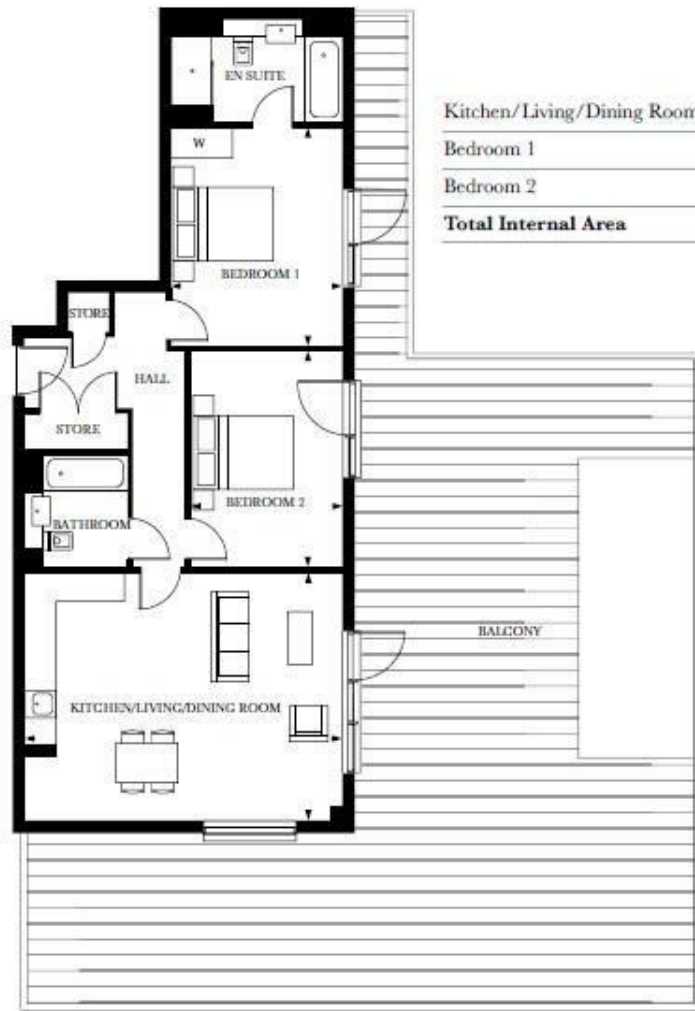 EN SUITE
Kitchen/Living/Dining Room
Bedroom 1
Bedroom 2
Total Internal Area
W
BEDROOM 1
STORE
HALL
STORE
BEDROOM 2
BATHROOM
BALCONY
KITCHEN/LIVING/DINING ROOM